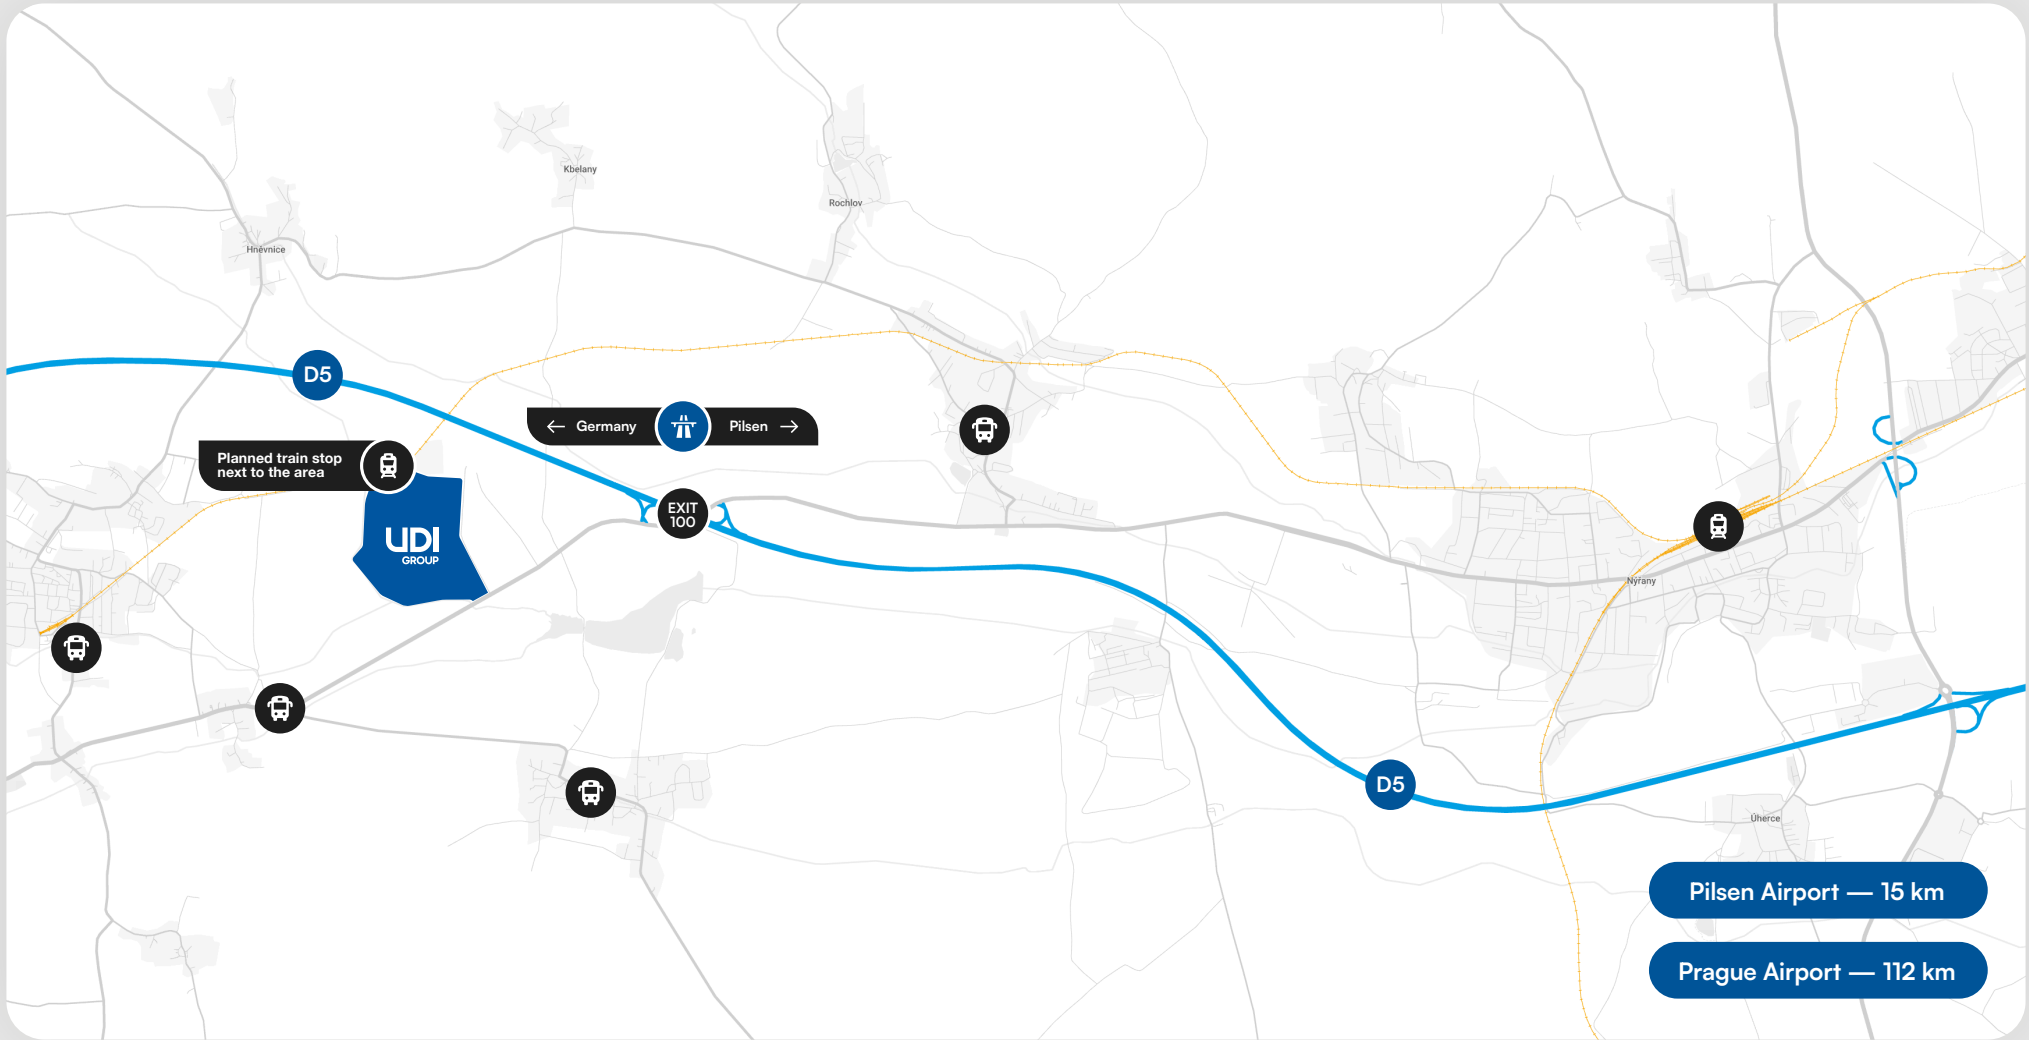 Kbelany
Rochlov
Hněvnice
D5
← Germany
Pilsen →
Planned train stop
next to the area
EXIT
100
UDI
GROUP
Nýřany
D5
Úherce
Pilsen Airport — 15 km
Prague Airport — 112 km